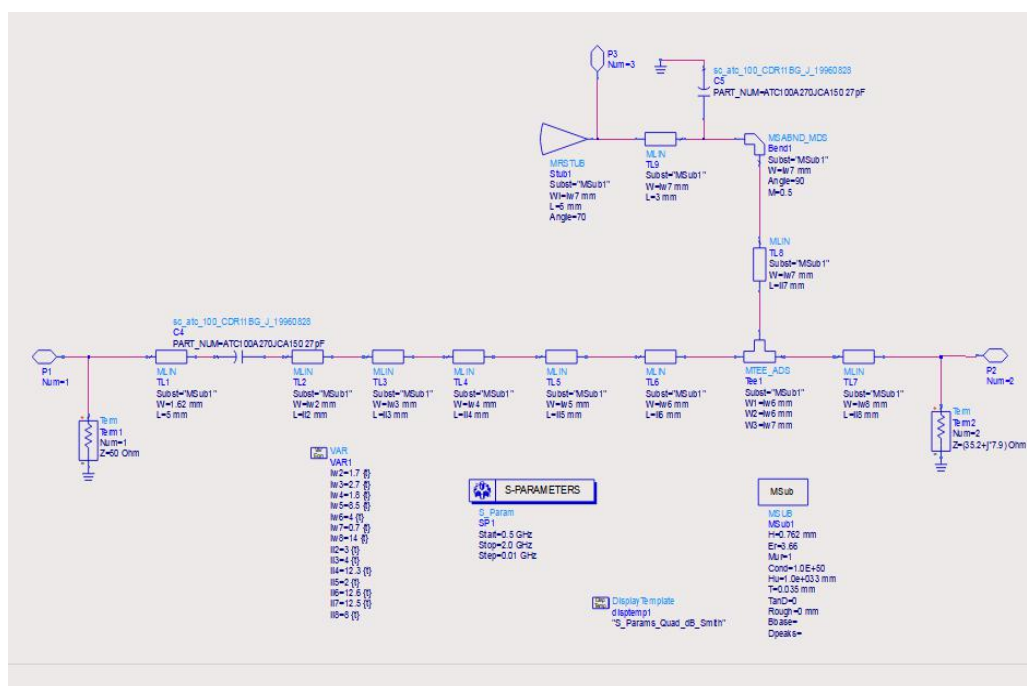 P3
Num=3
sc_atc_100_CDR11BG_J_19960828
C5
PART_NUM=ATC100A270JCA150 27pF
MRSTUB
Stub1
Subst="MSub1"
Wi=lw7 mm
L=5 mm
Angle=70
MLIN
TL9
Subst="MSub1"
W=lw7 mm
L=3 mm
MSABND_MDS
Bend1
Subst="MSub1"
W=lw7 mm
Angle=90
M=0.5
MLIN
TL8
Subst="MSub1"
W=lw7 mm
L=ll7 mm
sc_atc_100_CDR11BG_J_19960828
C4
PART_NUM=ATC100A270JCA150 27pF
P1
Num=1
MLIN
TL1
Subst="MSub1"
W=1.62 mm
L=5 mm
MLIN
TL2
Subst="MSub1"
W=lw2 mm
L=ll2 mm
MLIN
TL3
Subst="MSub1"
W=lw3 mm
L=ll3 mm
MLIN
TL4
Subst="MSub1"
W=lw4 mm
L=ll4 mm
MLIN
TL5
Subst="MSub1"
W=lw5 mm
L=ll5 mm
MLIN
TL6
Subst="MSub1"
W=lw6 mm
L=ll6 mm
MTEE_ADS
Tee1
Subst="MSub1"
W1=lw6 mm
W2=lw6 mm
W3=lw7 mm
MLIN
TL7
Subst="MSub1"
W=lw8 mm
L=ll8 mm
P2
Num=2
Term
Term1
Num=1
Z=50 Ohm
Term
Term2
Num=2
Z=(35.2+j*7.9) Ohm
Var
Eqn
VAR
VAR1
lw2=1.7 {t}
lw3=2.7 {t}
lw4=1.8 {t}
lw5=8.5 {t}
lw6=4 {t}
lw7=0.7 {t}
lw8=14 {t}
ll2=3 {t}
ll3=4 {t}
ll4=12.3 {t}
ll5=2 {t}
ll6=12.6 {t}
ll7=12.5 {t}
ll8=8 {t}
S-PARAMETERS
S_Param
SP1
Start=0.5 GHz
Stop=2.0 GHz
Step=0.01 GHz
Disp
Temp
DisplayTemplate
disptemp1
"S_Params_Quad_dB_Smith"
MSub
MSUB
MSub1
H=0.762 mm
Er=3.66
Mur=1
Cond=1.0E+50
Hu=1.0e+033 mm
T=0.035 mm
TanD=0
Rough=0 mm
Bbase=
Dpeaks=